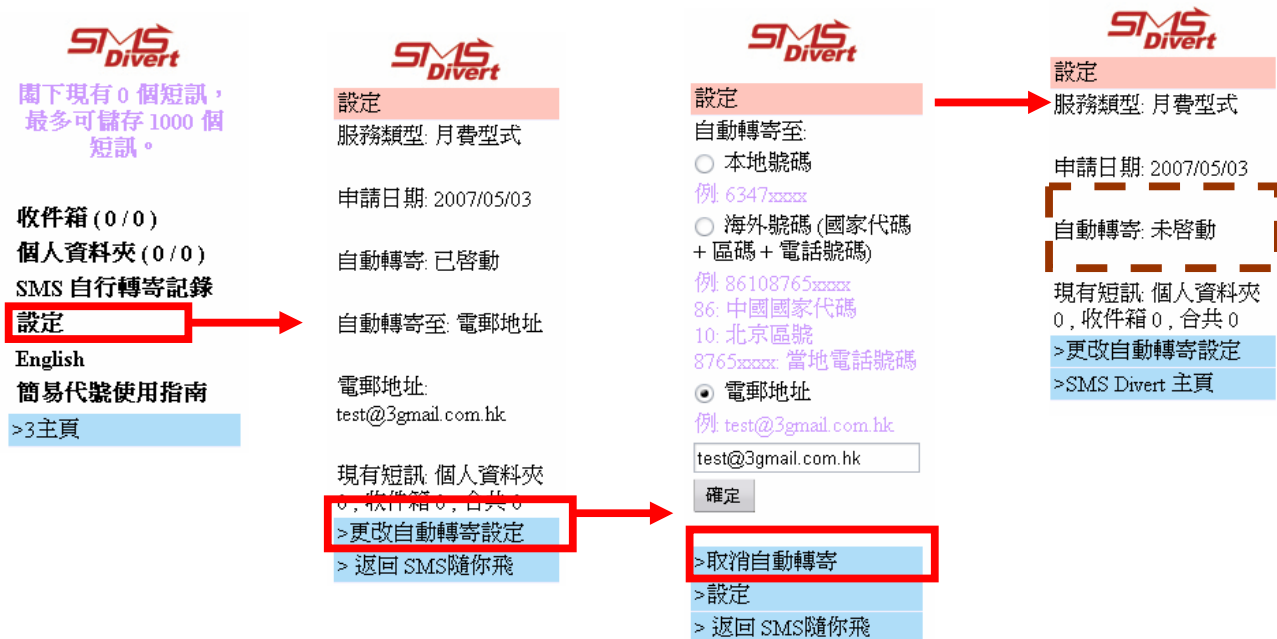 SMS Divert
閣下現有 0 個短訊，
最多可儲存 1000 個
短訊。
收件箱 (0 / 0)
個人資料夾 (0 / 0)
SMS 自行轉寄記錄
設定
English
簡易代號使用指南
>3主頁
SMS Divert
設定
服務類型: 月費型式
申請日期: 2007/05/03
自動轉寄: 已啓動
自動轉寄至: 電郵地址
電郵地址:
test@3gmail.com.hk
現有短訊: 個人資料夾
0 , 收件箱 0 , 合共 0
>更改自動轉寄設定
> 返回 SMS隨你飛
SMS Divert
設定
自動轉寄至:
本地號碼
例: 6347xxxx
海外號碼 (國家代碼
+ 區碼 + 電話號碼)
例: 86108765xxxx
86: 中國國家代碼
10: 北京區號
8765xxxx: 當地電話號碼
電郵地址
例: test@3gmail.com.hk
test@3gmail.com.hk
確定
>取消自動轉寄
>設定
> 返回 SMS隨你飛
SMS Divert
設定
服務類型: 月費型式
申請日期: 2007/05/03
自動轉寄: 未啓動
現有短訊: 個人資料夾
0 , 收件箱 0 , 合共 0
>更改自動轉寄設定
>SMS Divert 主頁